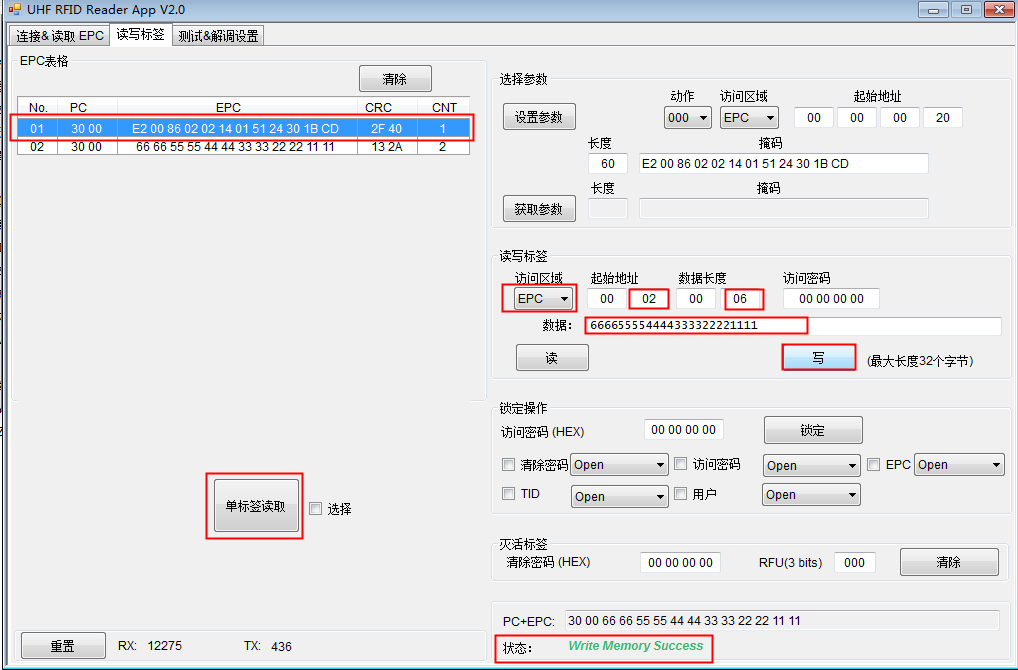 UHF RFID Reader App V2.0
连接&读取 EPC 读写标签 测试&解调设置
EPC表格
清除
No. PC EPC CRC CNT
01 30 00 E2 00 86 02 02 14 01 51 24 30 1B CD 2F 40 1
02 30 00 66 66 55 55 44 44 33 33 22 22 11 11 13 2A 2
单标签读取 选择
重置 RX: 12275 TX: 436
选择参数
动作 访问区域 起始地址
设置参数 000 EPC 00 00 00 20
长度 掩码
60 E2 00 86 02 02 14 01 51 24 30 1B CD
长度 掩码
获取参数
读写标签
访问区域 起始地址 数据长度 访问密码
EPC 00 02 00 06 00 00 00 00
数据: 666655554444333322221111
读 写 (最大长度32个字节)
锁定操作
访问密码 (HEX) 00 00 00 00 锁定
清除密码 Open 访问密码 Open EPC Open
TID Open 用户 Open
灭活标签
清除密码 (HEX) 00 00 00 00 RFU(3 bits) 000 清除
PC+EPC: 30 00 66 66 55 55 44 44 33 33 22 22 11 11
状态: Write Memory Success